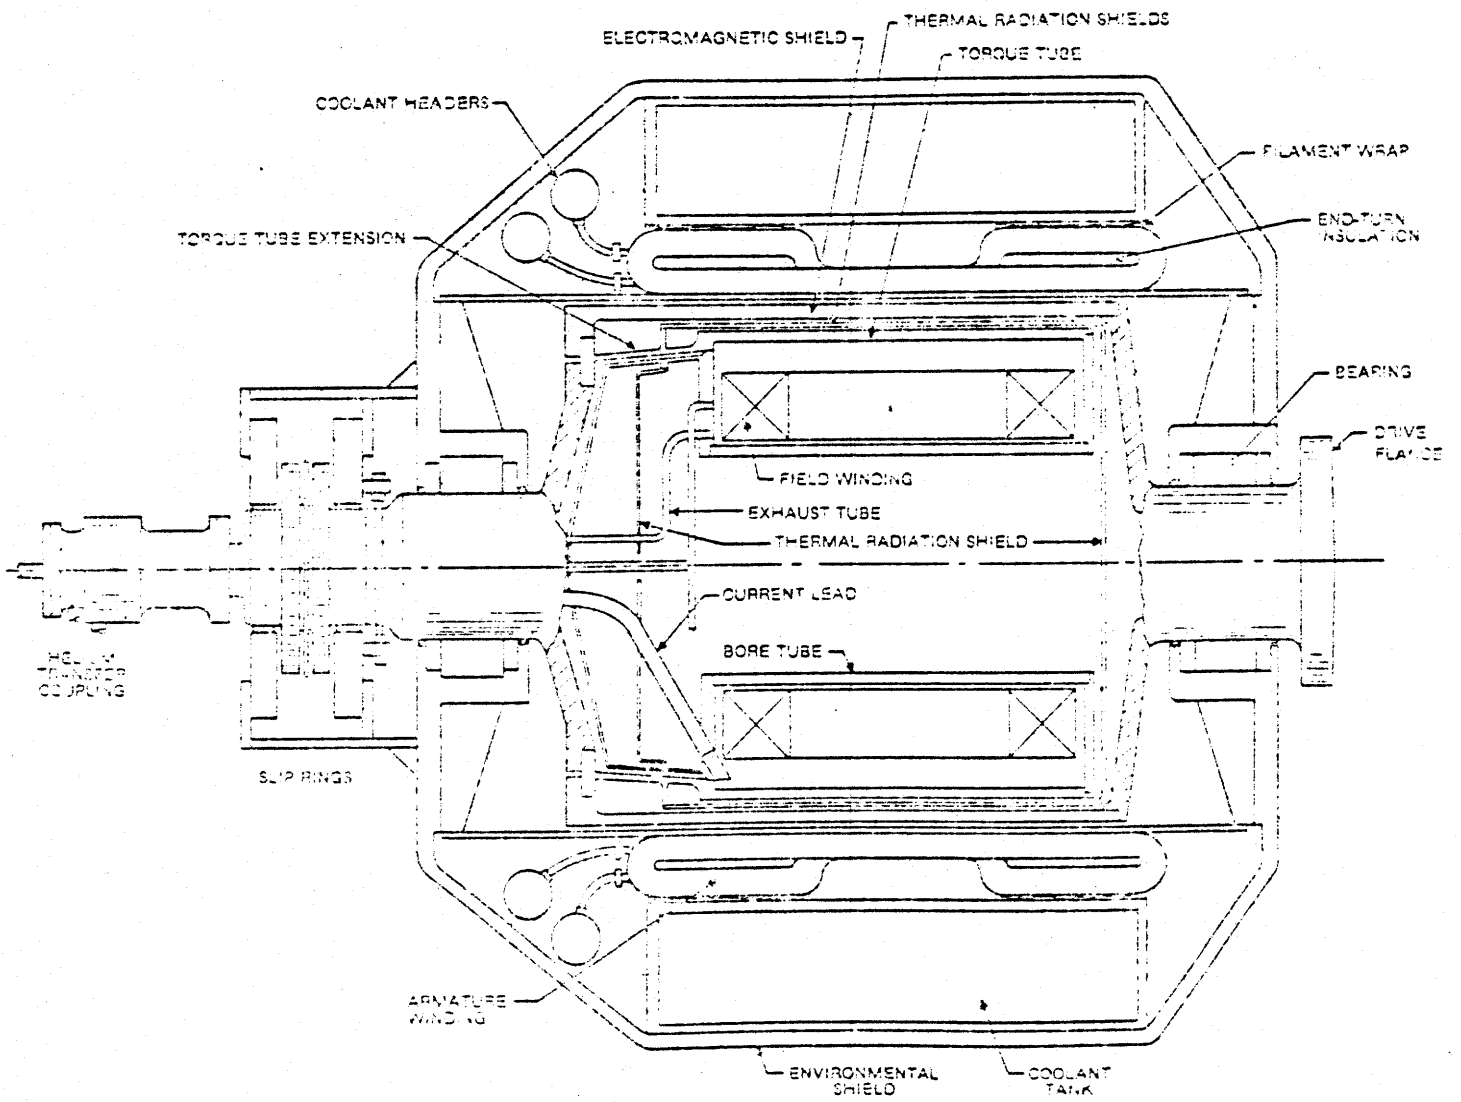 THERMAL RADIATION SHIELDS
ELECTROMAGNETIC SHIELD
TORQUE TUBE
COOLANT HEADERS
FILAMENT WRAP
END-TURN
INSULATION
TORQUE TUBE EXTENSION
BEARING
DRIVE
FLANGE
FIELD WINDING
EXHAUST TUBE
THERMAL RADIATION SHIELD
CURRENT LEAD
BORE TUBE
HELIUM
TRANSFER
COUPLING
SLIP RINGS
ARMATURE
WINDING
ENVIRONMENTAL
SHIELD
COOLANT
TANK